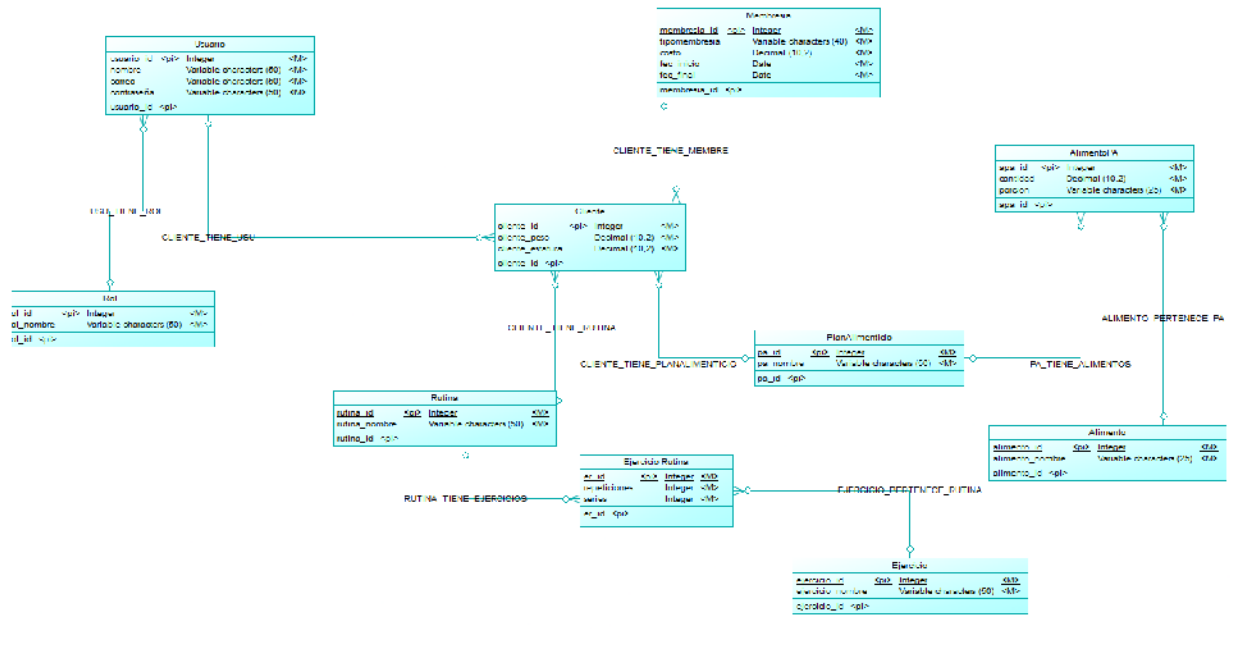 Membresia
membresia_id <pi> Integer <M>
tipomembresia Variable characters (40) <M>
costo Decimal (10,2) <M>
fec_inicio Date <M>
fec_final Date <M>
membresia_id <pi>
Usuario
usuario_id <pi> Integer <M>
nombre Variable characters (60) <M>
correo Variable characters (60) <M>
contraseña Variable characters (50) <M>
usuario_id <pi>
CLIENTE_TIENE_MEMBRE
AlimentoPA
apa_id <pi> Integer <M>
cantidad Decimal (10,2) <M>
porcion Variable characters (25) <M>
apa_id <pi>
USU_TIENE_ROL
CLIENTE_TIENE_USU
Cliente
cliente_id <pi> Integer <M>
cliente_peso Decimal (10,2) <M>
cliente_estatura Decimal (10,2) <M>
cliente_id <pi>
Rol
ol_id <pi> Integer <M>
ol_nombre Variable characters (50) <M>
ol_id <pi>
CLIENTE_TIENE_RUTINA
ALIMENTO_PERTENECE_PA
PlanAlimenticio
pa_id <pi> Integer <M>
pa_nombre Variable characters (50) <M>
pa_id <pi>
CLIENTE_TIENE_PLANALIMENTICIO
PA_TIENE_ALIMENTOS
Rutina
rutina_id <pi> Integer <M>
rutina_nombre Variable characters (50) <M>
rutina_id <pi>
Alimento
alimento_id <pi> Integer <M>
alimento_nombre Variable characters (25) <M>
alimento_id <pi>
Ejercicio Rutina
er_id <pi> Integer <M>
repeticiones Integer <M>
series Integer <M>
er_id <pi>
RUTINA_TIENE_EJERCICIOS
EJERCICIO_PERTENECE_RUTINA
Ejercicio
ejercicio_id <pi> Integer <M>
ejercicio_nombre Variable characters (50) <M>
ejercicio_id <pi>